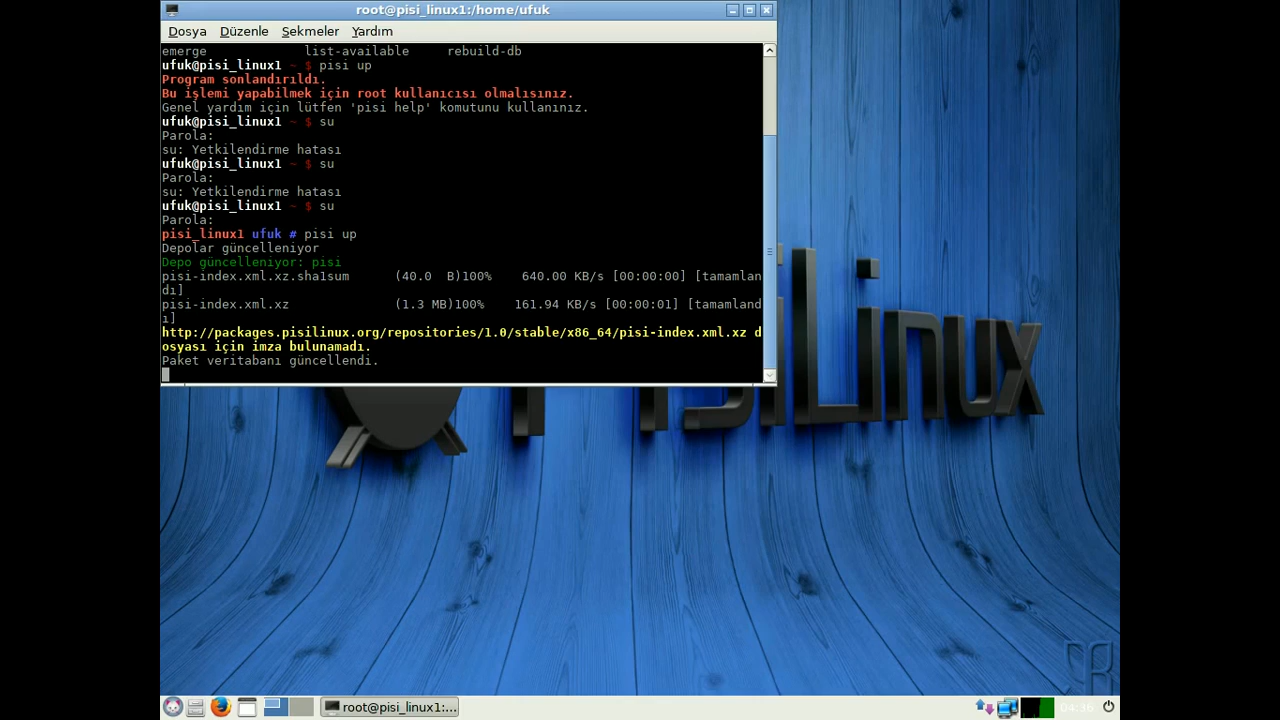 root@pisi_linux1:/home/ufuk
Dosya Düzenle Sekmeler Yardım
emerge list-available rebuild-db
ufuk@pisi_linux1 ~ $ pisi up
Program sonlandırıldı.
Bu işlemi yapabilmek için root kullanıcısı olmalısınız.
Genel yardım için lütfen 'pisi help' komutunu kullanınız.
ufuk@pisi_linux1 ~ $ su
Parola:
su: Yetkilendirme hatası
ufuk@pisi_linux1 ~ $ su
Parola:
su: Yetkilendirme hatası
ufuk@pisi_linux1 ~ $ su
Parola:
pisi_linux1 ufuk # pisi up
Depolar güncelleniyor
Depo güncelleniyor: pisi
pisi-index.xml.xz.sha1sum (40.0 B)100% 640.00 KB/s [00:00:00] [tamamlan
dı]
pisi-index.xml.xz (1.3 MB)100% 161.94 KB/s [00:00:01] [tamamland
ı]
http://packages.pisilinux.org/repositories/1.0/stable/x86_64/pisi-index.xml.xz d
osyası için imza bulunamadı.
Paket veritabanı güncellendi.
PisiLinux
root@pisi_linux1:...
04:36